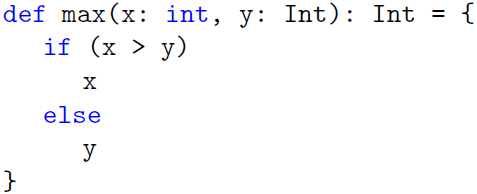 def max(x: int, y: Int): Int = {
if (x > y)
x
else
y
}